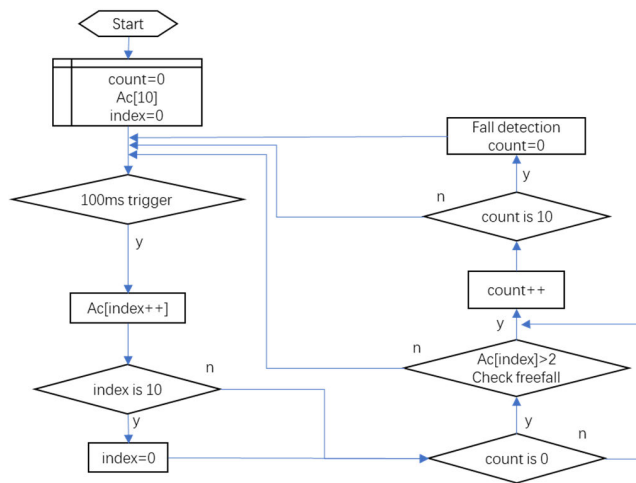 Start
count=0
Ac[10]
index=0
Fall detection
count=0
y
100ms trigger
n
count is 10
y
Ac[index++]
count++
y
n
Ac[index]>2
Check freefall
n
index is 10
y
y
index=0
count is 0
n